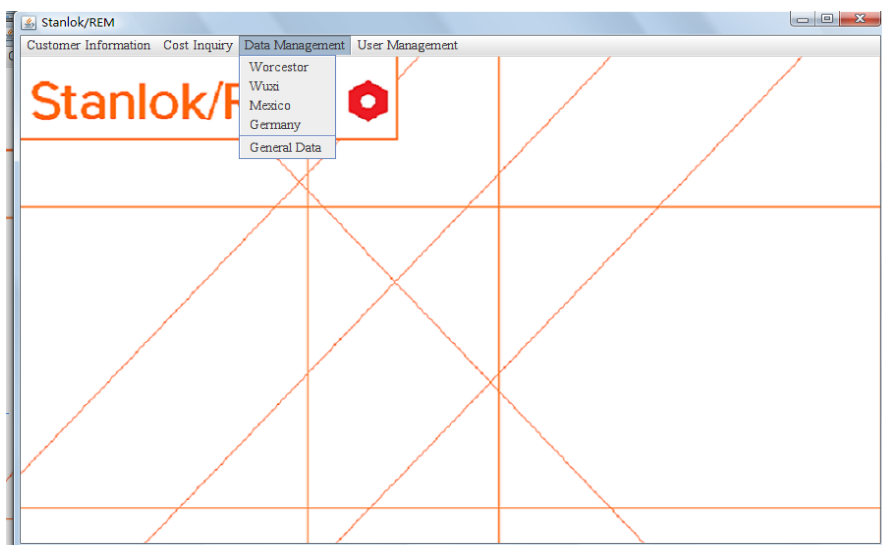 Stanlok/REM
Customer Information Cost Inquiry Data Management User Management
Stanlok/R
Worcestor
Wuxi
Mexico
Germany
General Data